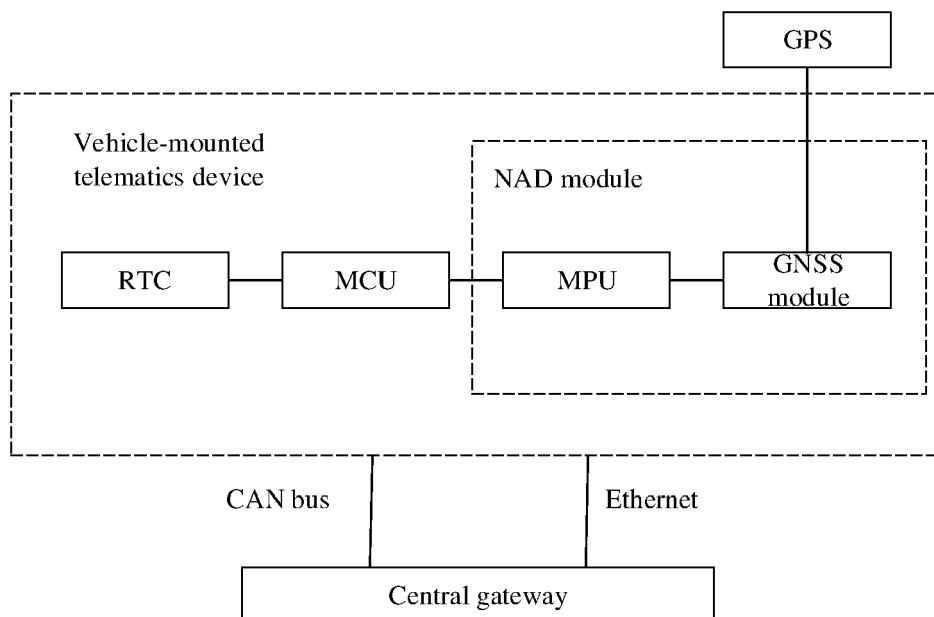 GPS
Vehicle-mounted
telematics device
NAD module
RTC
MCU
MPU
GNSS
module
CAN bus
Ethernet
Central gateway